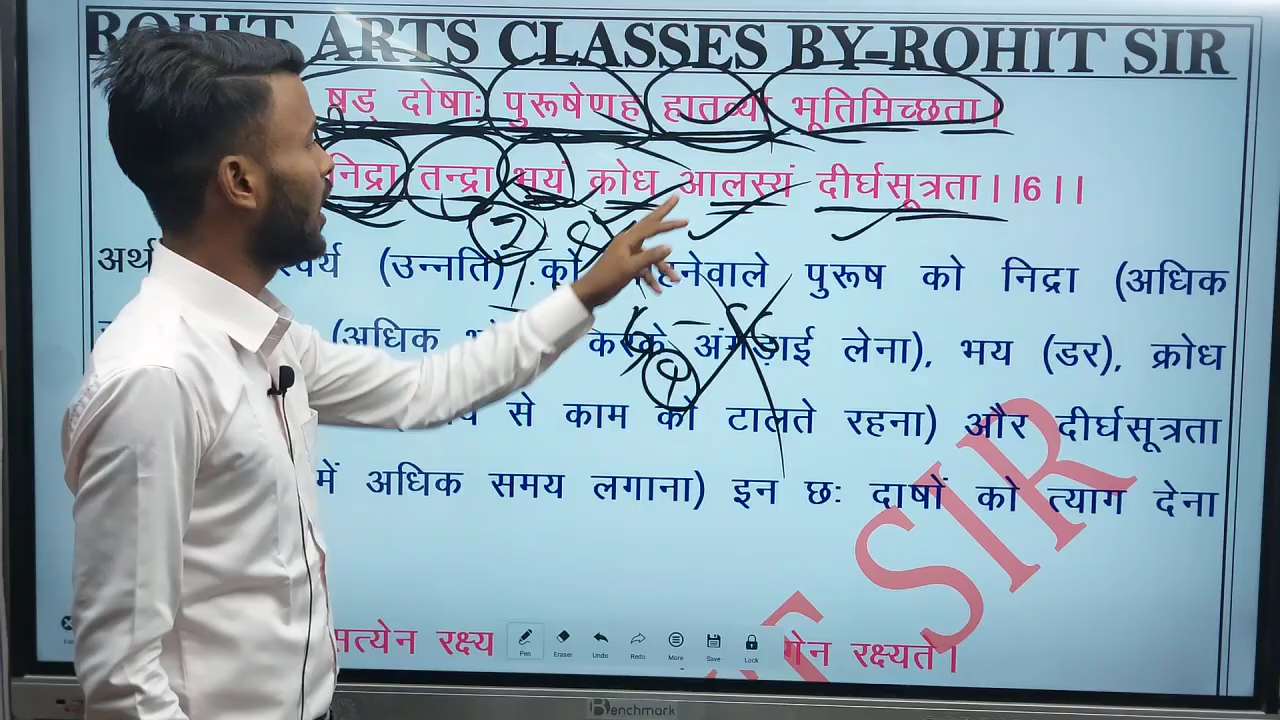 ROHIT ARTS CLASSES BY-ROHIT SIR
षड् दोषाः पुरूषेणह हातव्या भूतिमिच्छता।
निद्रा तन्द्रा भयं क्रोध आलस्यं दीर्घसूत्रता।।6।।
अर्थ (उन्नति) को पुरूष को निद्रा (अधिक
(अधिक करके अंगड़ाई लेना), भय (डर), क्रोध
से काम को टालते रहना) और दीर्घसूत्रता
में अधिक समय लगाना) इन छः दाषों को त्याग देना
SIR
सत्येन रक्ष्य रक्ष्यते।
Pen Eraser Undo Redo More Save Lock
Benchmark